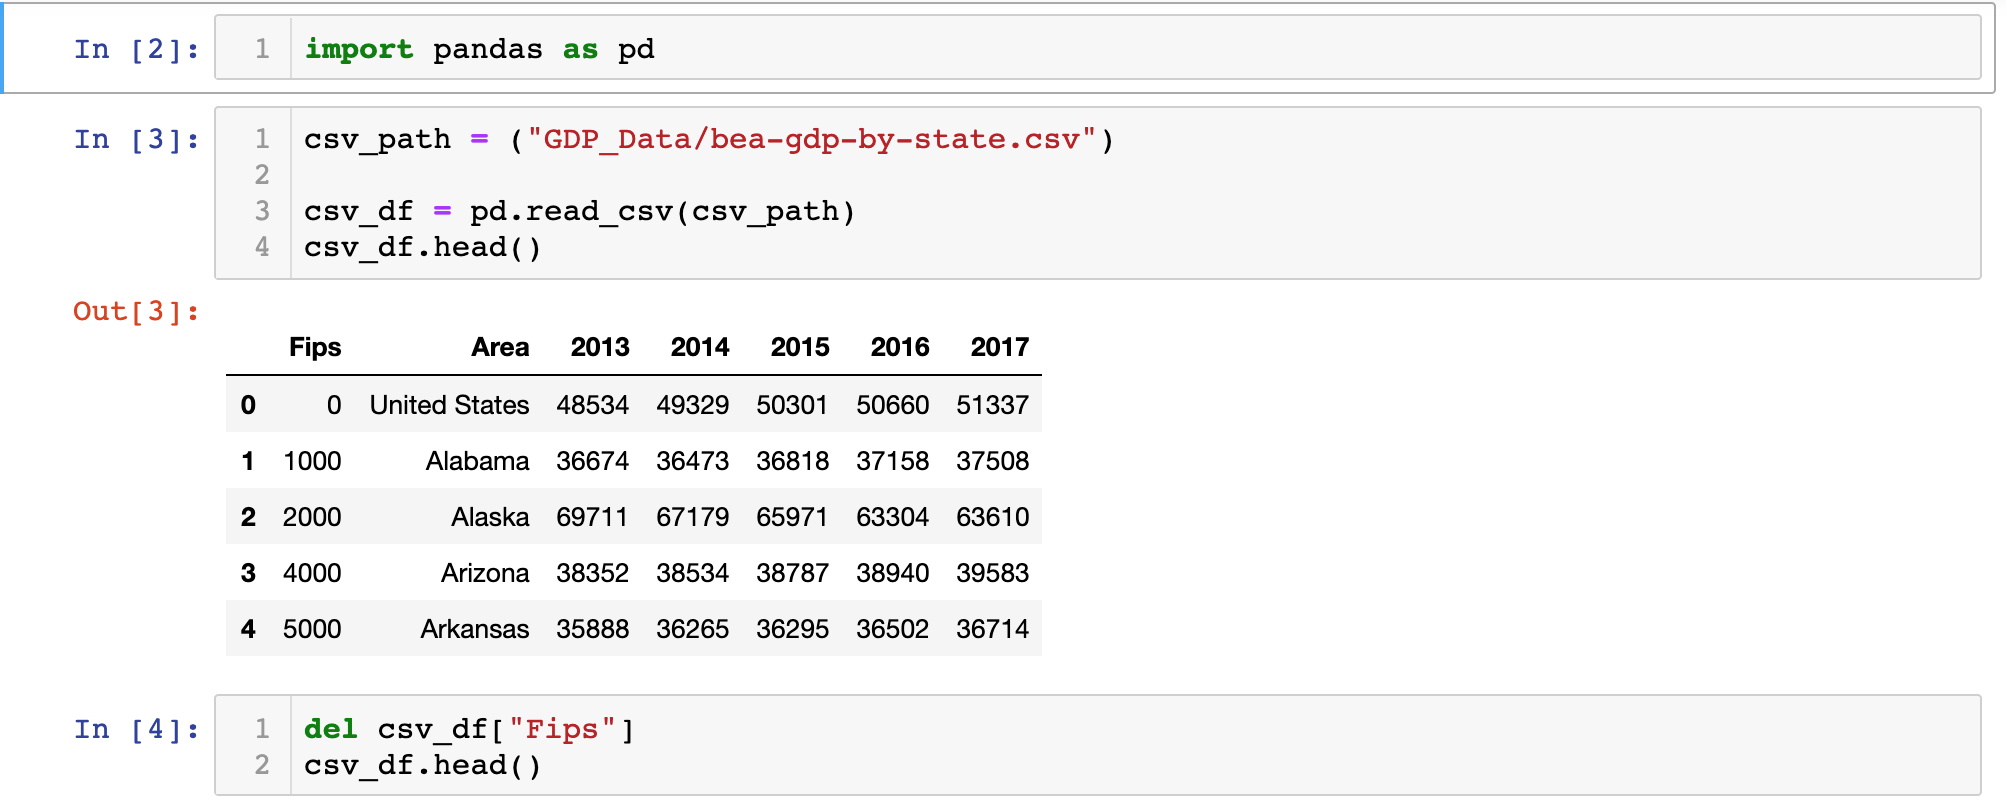 In [2]: 1 import pandas as pd
In [3]: 1 csv_path = ("GDP_Data/bea-gdp-by-state.csv")
2
3 csv_df = pd.read_csv(csv_path)
4 csv_df.head()
Out[3]:
Fips Area 2013 2014 2015 2016 2017
0 0 United States 48534 49329 50301 50660 51337
1 1000 Alabama 36674 36473 36818 37158 37508
2 2000 Alaska 69711 67179 65971 63304 63610
3 4000 Arizona 38352 38534 38787 38940 39583
4 5000 Arkansas 35888 36265 36295 36502 36714
In [4]: 1 del csv_df["Fips"]
2 csv_df.head()